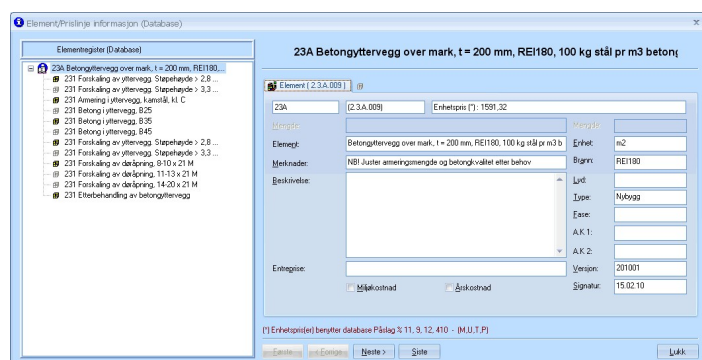 Element/Prislinje informasjon (Database)
Elementregister (Database)
23A Betongyttervegg over mark, t = 200 mm, REI180,...
231 Forskaling av yttervegg. Støpehøyde > 2,8 ...
231 Forskaling av yttervegg. Støpehøyde > 3,3 ...
231 Armering i yttervegg, kamstål, kl. C
231 Betong i yttervegg, B25
231 Betong i yttervegg, B35
231 Betong i yttervegg, B45
231 Forskaling av yttervegg. Støpehøyde > 2,8 ...
231 Forskaling av yttervegg. Støpehøyde > 3,3 ...
231 Forskaling av døråpning, 8-10 x 21 M
231 Forskaling av døråpning, 11-13 x 21 M
231 Forskaling av døråpning, 14-20 x 21 M
231 Etterbehandling av betongyttervegg
23A Betongyttervegg over mark, t = 200 mm, REI180, 100 kg stål pr m3 betong
Element ( 2.3.A.009 )
23A (2.3.A.009) Enhetspris (*) : 1591,32
Mengde: Mengde:
Element: Betongyttervegg over mark, t = 200 mm, REI180, 100 kg stål pr m3 b Enhet: m2
Merknader: NB! Juster armeringsmengde og betongkvalitet etter behov Brann: REI180
Beskrivelse: Lyd:
Type: Nybygg
Fase:
A.K 1:
A.K 2:
Entreprise: Versjon: 201001
Miljøkostnad Årskostnad Signatur: 15.02.10
(*) Enhetspris(er) benytter database Påslag % 11, 9, 12, 410 - (M,U,T,P)
Første Forrige Neste > Siste Lukk